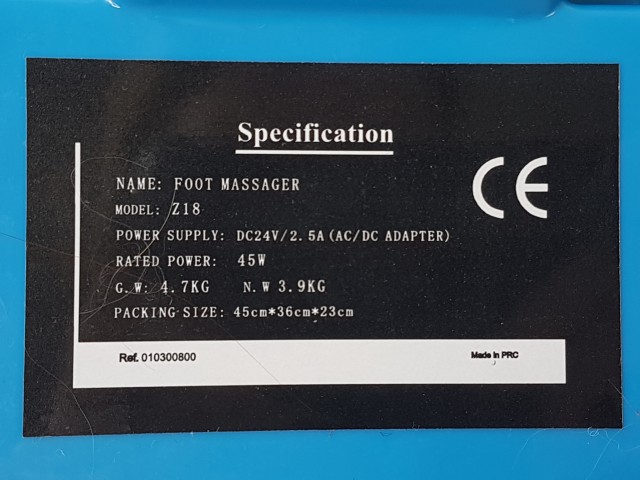 Specification
NAME: FOOT MASSAGER
MODEL: Z18
POWER SUPPLY: DC24V/2.5A (AC/DC ADAPTER)
RATED POWER: 45W
G.W: 4.7KG N.W 3.9KG
PACKING SIZE: 45cm*36cm*23cm
CE
Ref. 010300800 Made in PRC